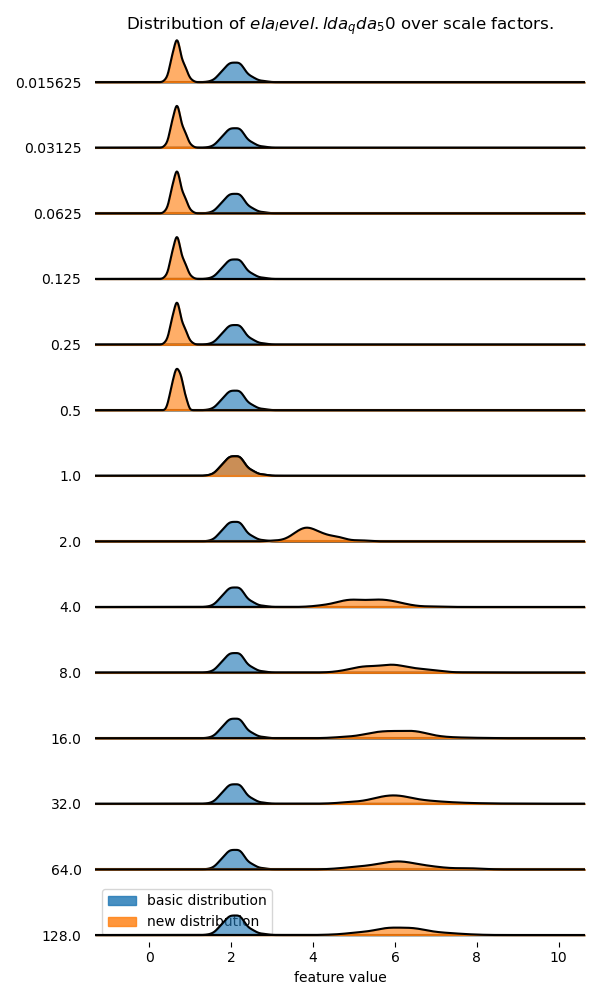 Distribution of elaₗevel.lda_qda₅0 over scale factors.
0.015625
0.03125
0.0625
0.125
0.25
0.5
1.0
2.0
4.0
8.0
16.0
32.0
64.0
basic distribution
new distribution
128.0
0 2 4 6 8 10
feature value